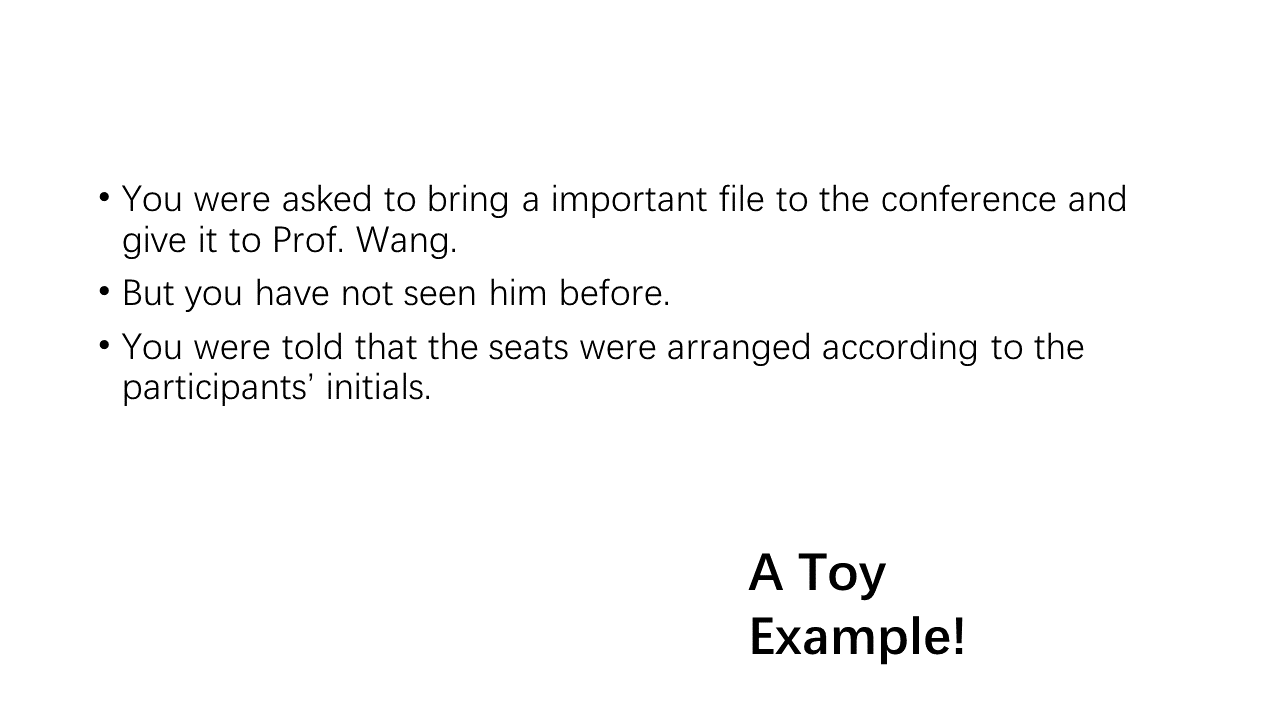 • You were asked to bring a important file to the conference and
give it to Prof. Wang.
• But you have not seen him before.
• You were told that the seats were arranged according to the
participants’ initials.
A Toy
Example!